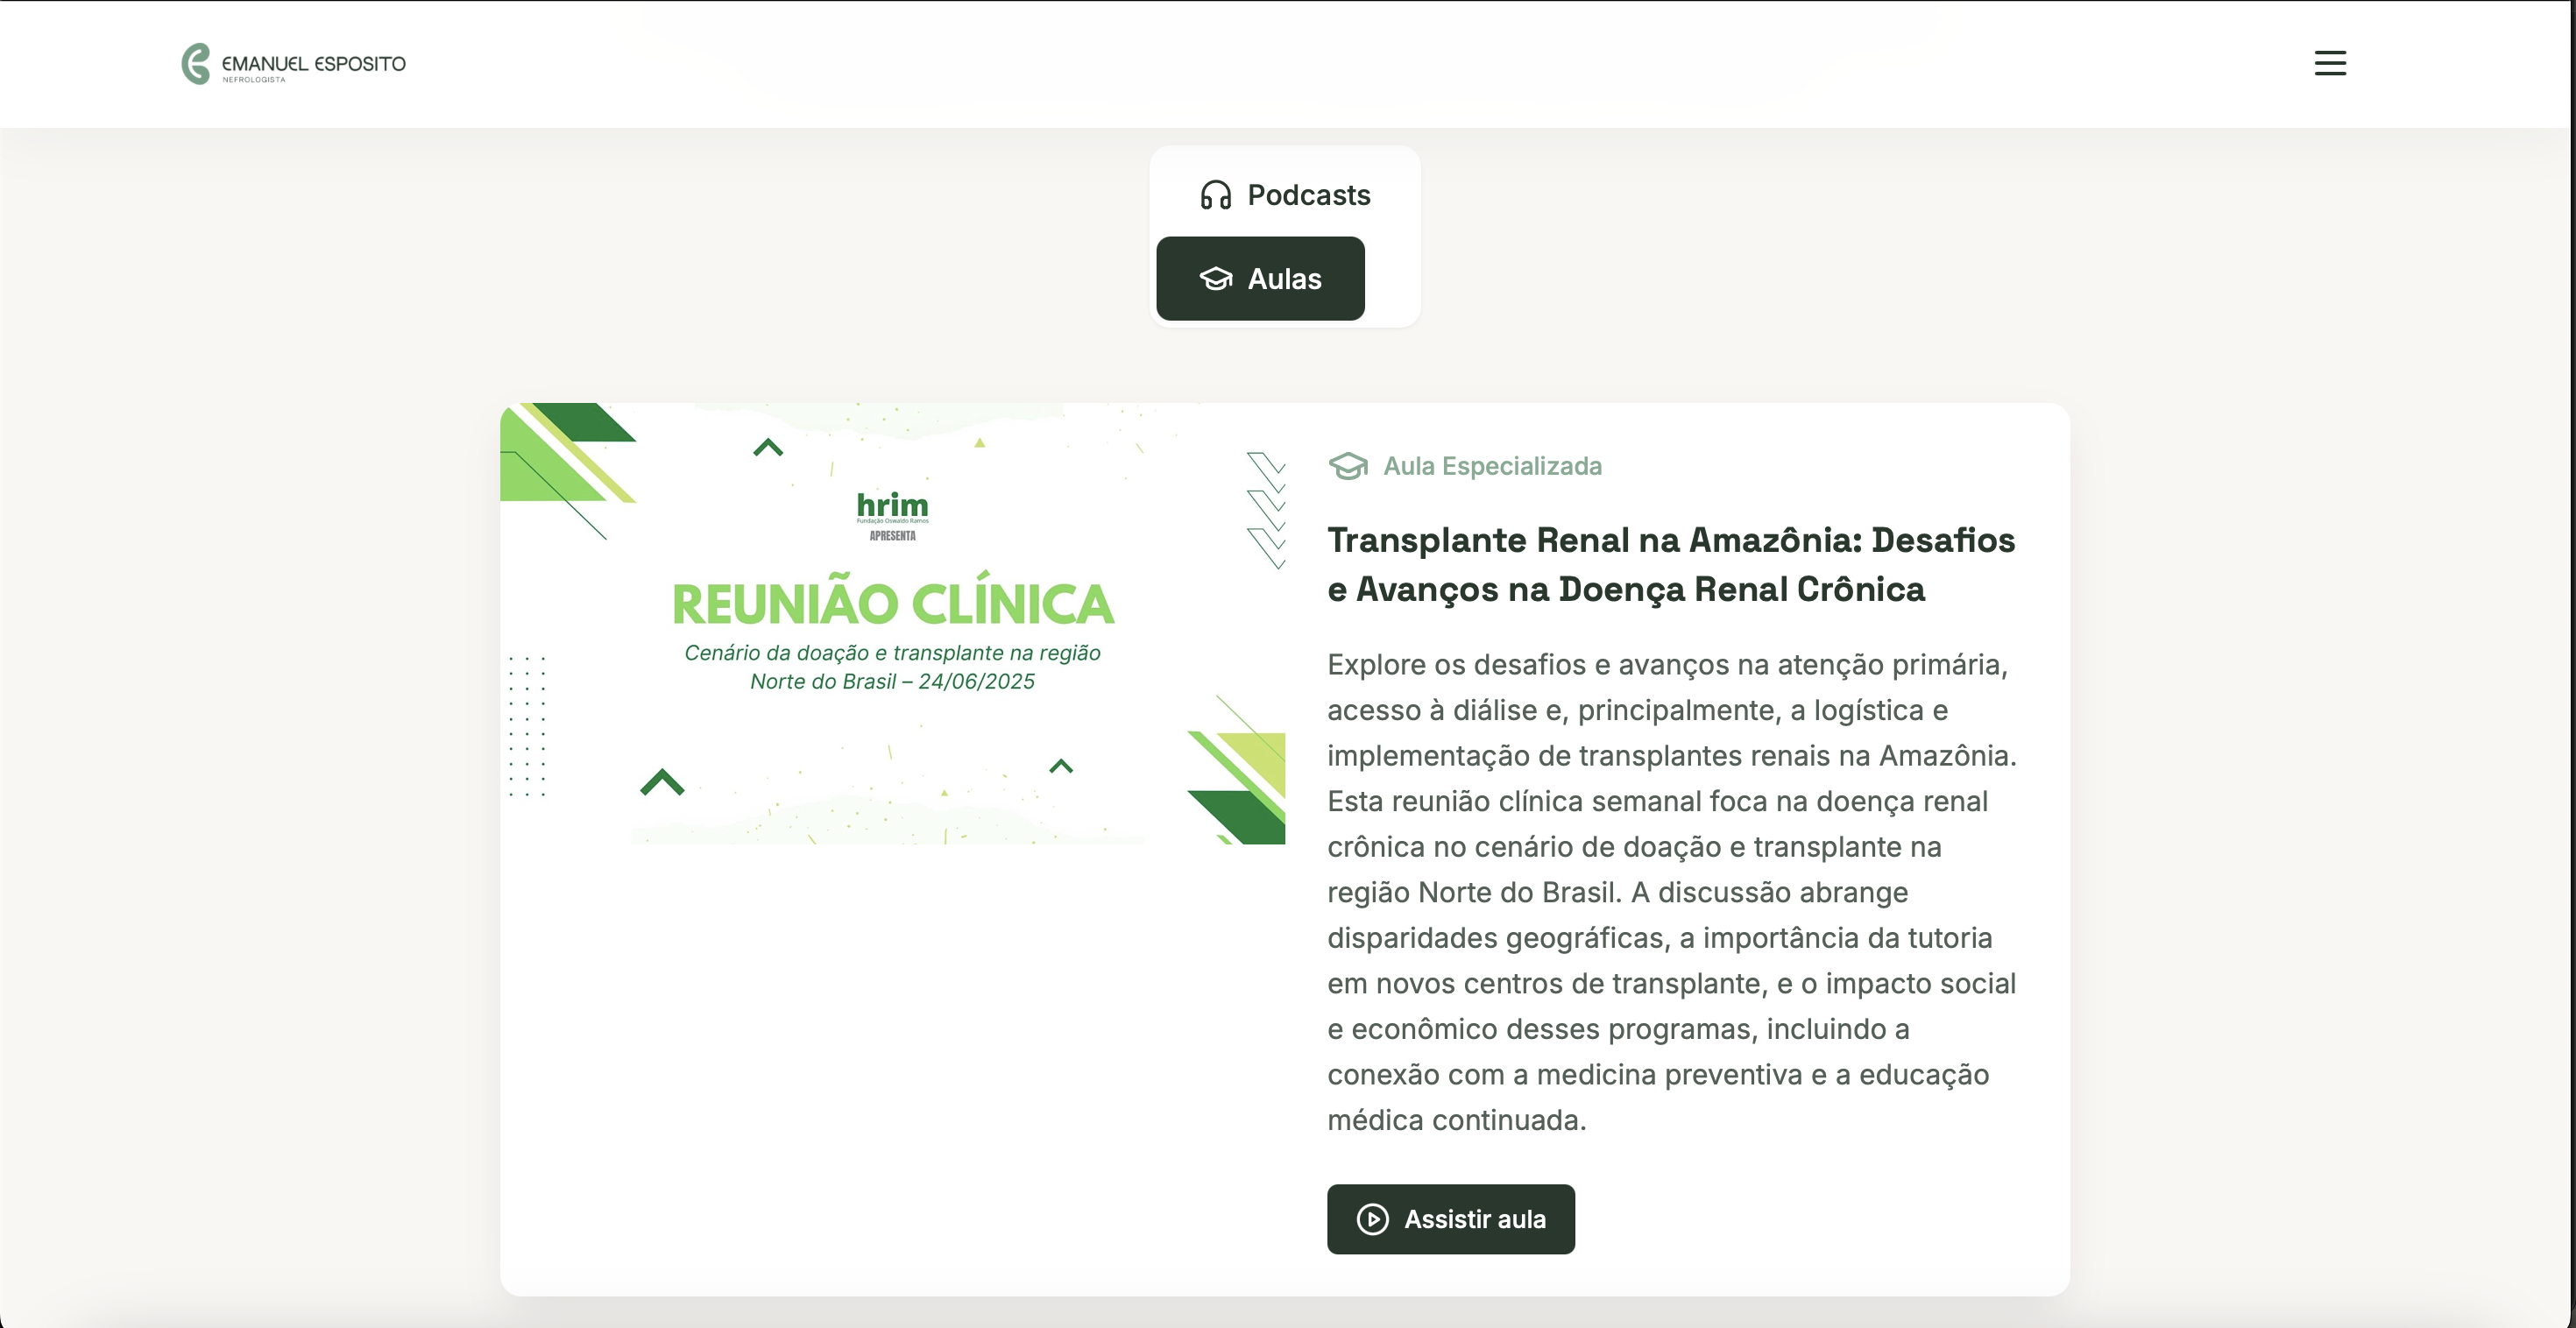 EMANUEL ESPOSITO
NEFROLOGISTA
Podcasts
Aulas
hrim
Fundação Oswaldo Ramos
APRESENTA
REUNIÃO CLÍNICA
Cenário da doação e transplante na região
Norte do Brasil – 24/06/2025
Aula Especializada
Transplante Renal na Amazônia: Desafios
e Avanços na Doença Renal Crônica
Explore os desafios e avanços na atenção primária,
acesso à diálise e, principalmente, a logística e
implementação de transplantes renais na Amazônia.
Esta reunião clínica semanal foca na doença renal
crônica no cenário de doação e transplante na
região Norte do Brasil. A discussão abrange
disparidades geográficas, a importância da tutoria
em novos centros de transplante, e o impacto social
e econômico desses programas, incluindo a
conexão com a medicina preventiva e a educação
médica continuada.
Assistir aula